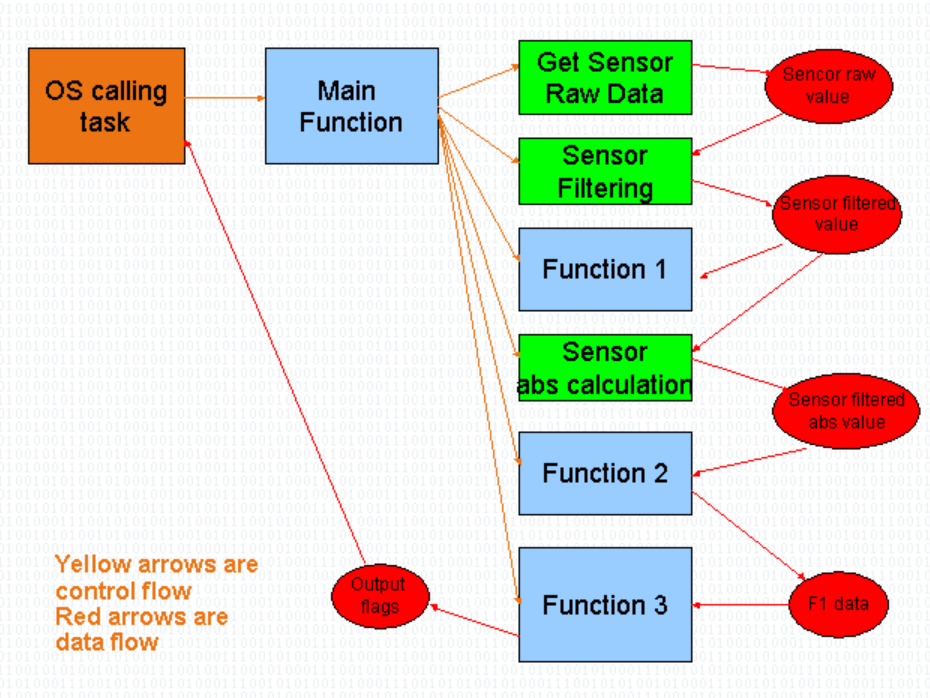 OS calling
task
Main
Function
Get Sensor
Raw Data
Sencor raw
value
Sensor
Filtering
Sensor filtered
value
Function 1
Sensor
abs calculation
Sensor filtered
abs value
Function 2
Function 3
F1 data
Output
flags
Yellow arrows are
control flow
Red arrows are
data flow